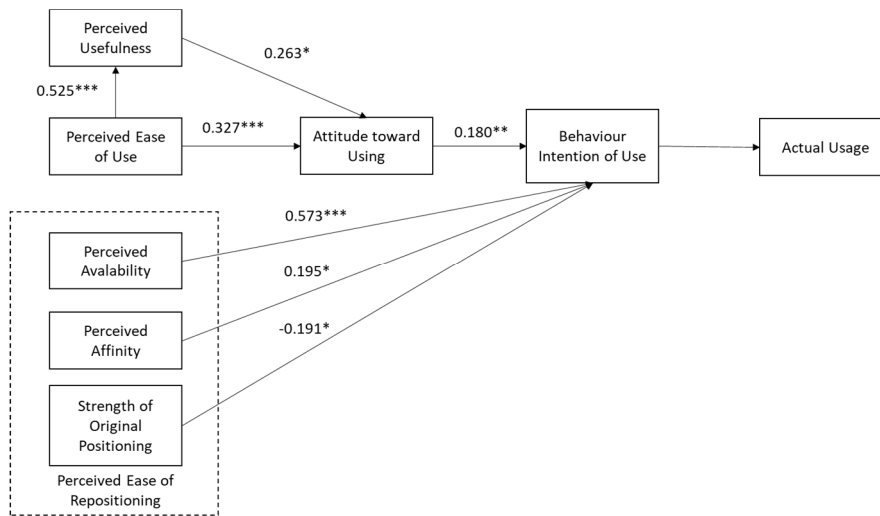 Perceived
Usefulness
0.263*
0.525***
Perceived Ease
of Use
0.327***
Attitude toward
Using
0.180**
Behaviour
Intention of Use
Actual Usage
0.573***
Perceived
Avalability
0.195*
Perceived
Affinity
-0.191*
Strength of
Original
Positioning
Perceived Ease of
Repositioning